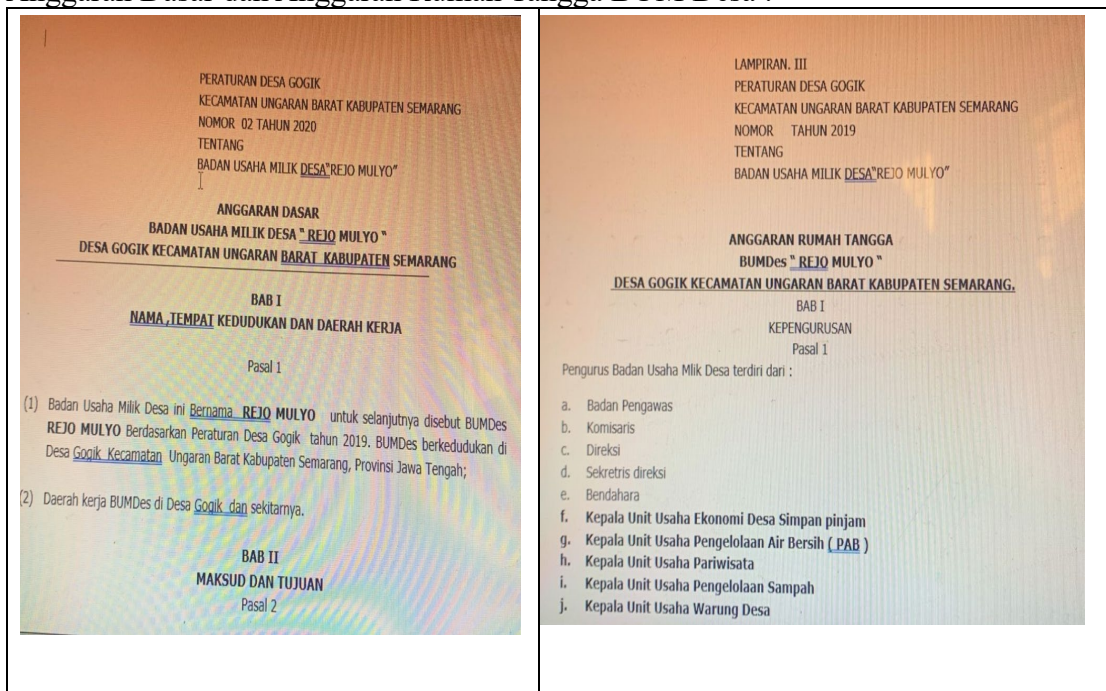 Anggaran Dasar dan Anggaran Rumah Tangga BUM Desa :
PERATURAN DESA GOGIK
KECAMATAN UNGARAN BARAT KABUPATEN SEMARANG
NOMOR 02 TAHUN 2020
TENTANG
BADAN USAHA MILIK DESA"REJO MULYO"
ANGGARAN DASAR
BADAN USAHA MILIK DESA " REJO MULYO "
DESA GOGIK KECAMATAN UNGARAN BARAT KABUPATEN SEMARANG
BAB I
NAMA ,TEMPAT KEDUDUKAN DAN DAERAH KERJA
Pasal 1
(1) Badan Usaha Milik Desa ini Bernama REJO MULYO untuk selanjutnya disebut BUMDes
REJO MULYO Berdasarkan Peraturan Desa Gogik tahun 2019. BUMDes berkedudukan di
Desa Gogik Kecamatan Ungaran Barat Kabupaten Semarang, Provinsi Jawa Tengah;
(2) Daerah kerja BUMDes di Desa Gogik dan sekitarnya.
BAB II
MAKSUD DAN TUJUAN
Pasal 2
LAMPIRAN. III
PERATURAN DESA GOGIK
KECAMATAN UNGARAN BARAT KABUPATEN SEMARANG
NOMOR TAHUN 2019
TENTANG
BADAN USAHA MILIK DESA"REJO MULYO"
ANGGARAN RUMAH TANGGA
BUMDes " REJO MULYO "
DESA GOGIK KECAMATAN UNGARAN BARAT KABUPATEN SEMARANG.
BAB I
KEPENGURUSAN
Pasal 1
Pengurus Badan Usaha Mlik Desa terdiri dari :
a. Badan Pengawas
b. Komisaris
c. Direksi
d. Sekretris direksi
e. Bendahara
f. Kepala Unit Usaha Ekonomi Desa Simpan pinjam
g. Kepala Unit Usaha Pengelolaan Air Bersih ( PAB )
h. Kepala Unit Usaha Pariwisata
i. Kepala Unit Usaha Pengelolaan Sampah
j. Kepala Unit Usaha Warung Desa